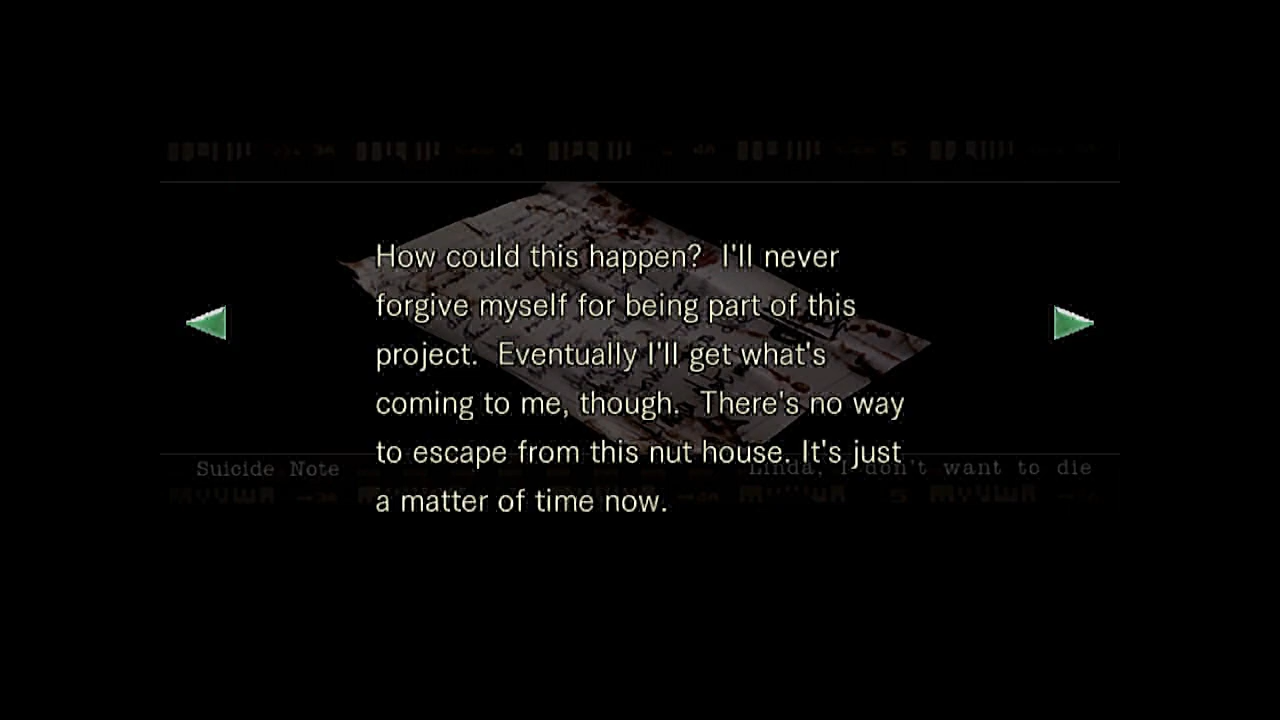 How could this happen?  I'll never
forgive myself for being part of this
project.  Eventually I'll get what's
coming to me, though.  There's no way
to escape from this nut house. It's just
a matter of time now.
Suicide Note
Linda, I don't want to die